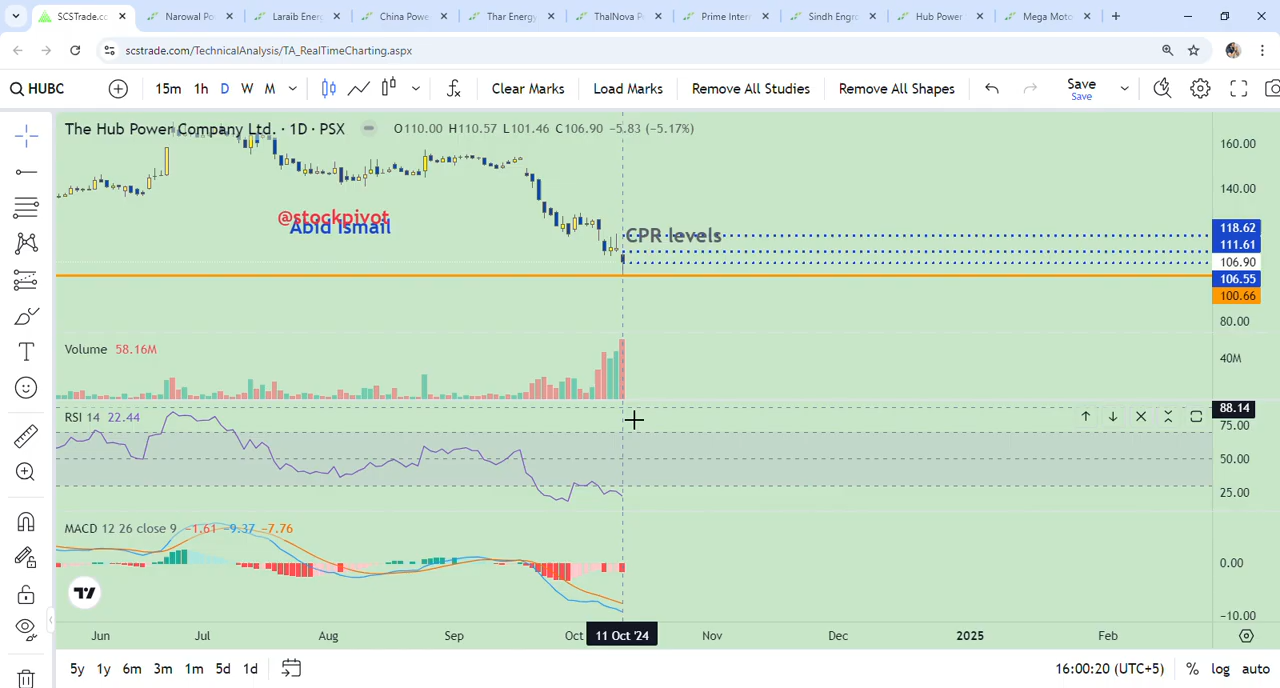 SCSTrade.com
Narowal Po
Laraib Ener
China Powe
Thar Energy
ThalNova P
Prime Inter
Sindh Engro
Hub Power
Mega Moto
scstrade.com/TechnicalAnalysis/TA_RealTimeCharting.aspx
HUBC
15m 1h D W M
Clear Marks
Load Marks
Remove All Studies
Remove All Shapes
Save
Save
The Hub Power Company Ltd. · 1D · PSX
O110.00 H110.57 L101.46 C106.90 −5.83 (−5.17%)
160.00
140.00
@stockpivot
Abid Ismail
CPR levels
118.62
111.61
106.90
106.55
100.66
80.00
Volume 58.16M
40M
RSI 14 22.44
88.14
75.00
50.00
25.00
MACD 12 26 close 9 −1.61 −9.37 −7.76
0.00
−10.00
Jun Jul Aug Sep Oct 11 Oct '24 Nov Dec 2025 Feb
5y 1y 6m 3m 1m 5d 1d
16:00:20 (UTC+5) % log auto